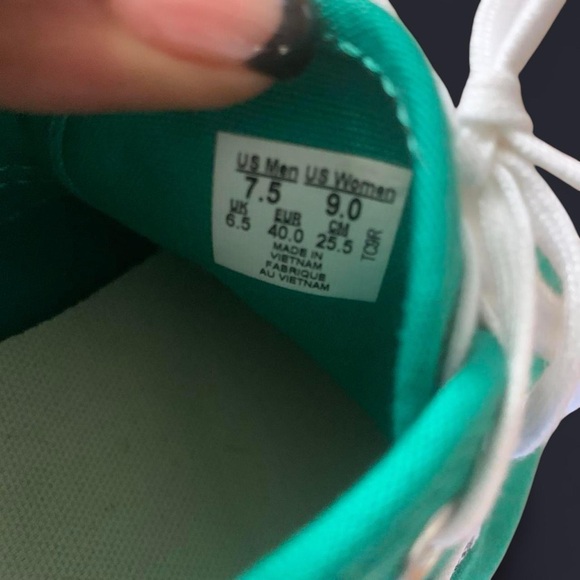 US Men US Women
7.5 9.0
UK EUR CM
6.5 40.0 25.5
TC9R
MADE IN
VIETNAM
FABRIQUE
AU VIETNAM